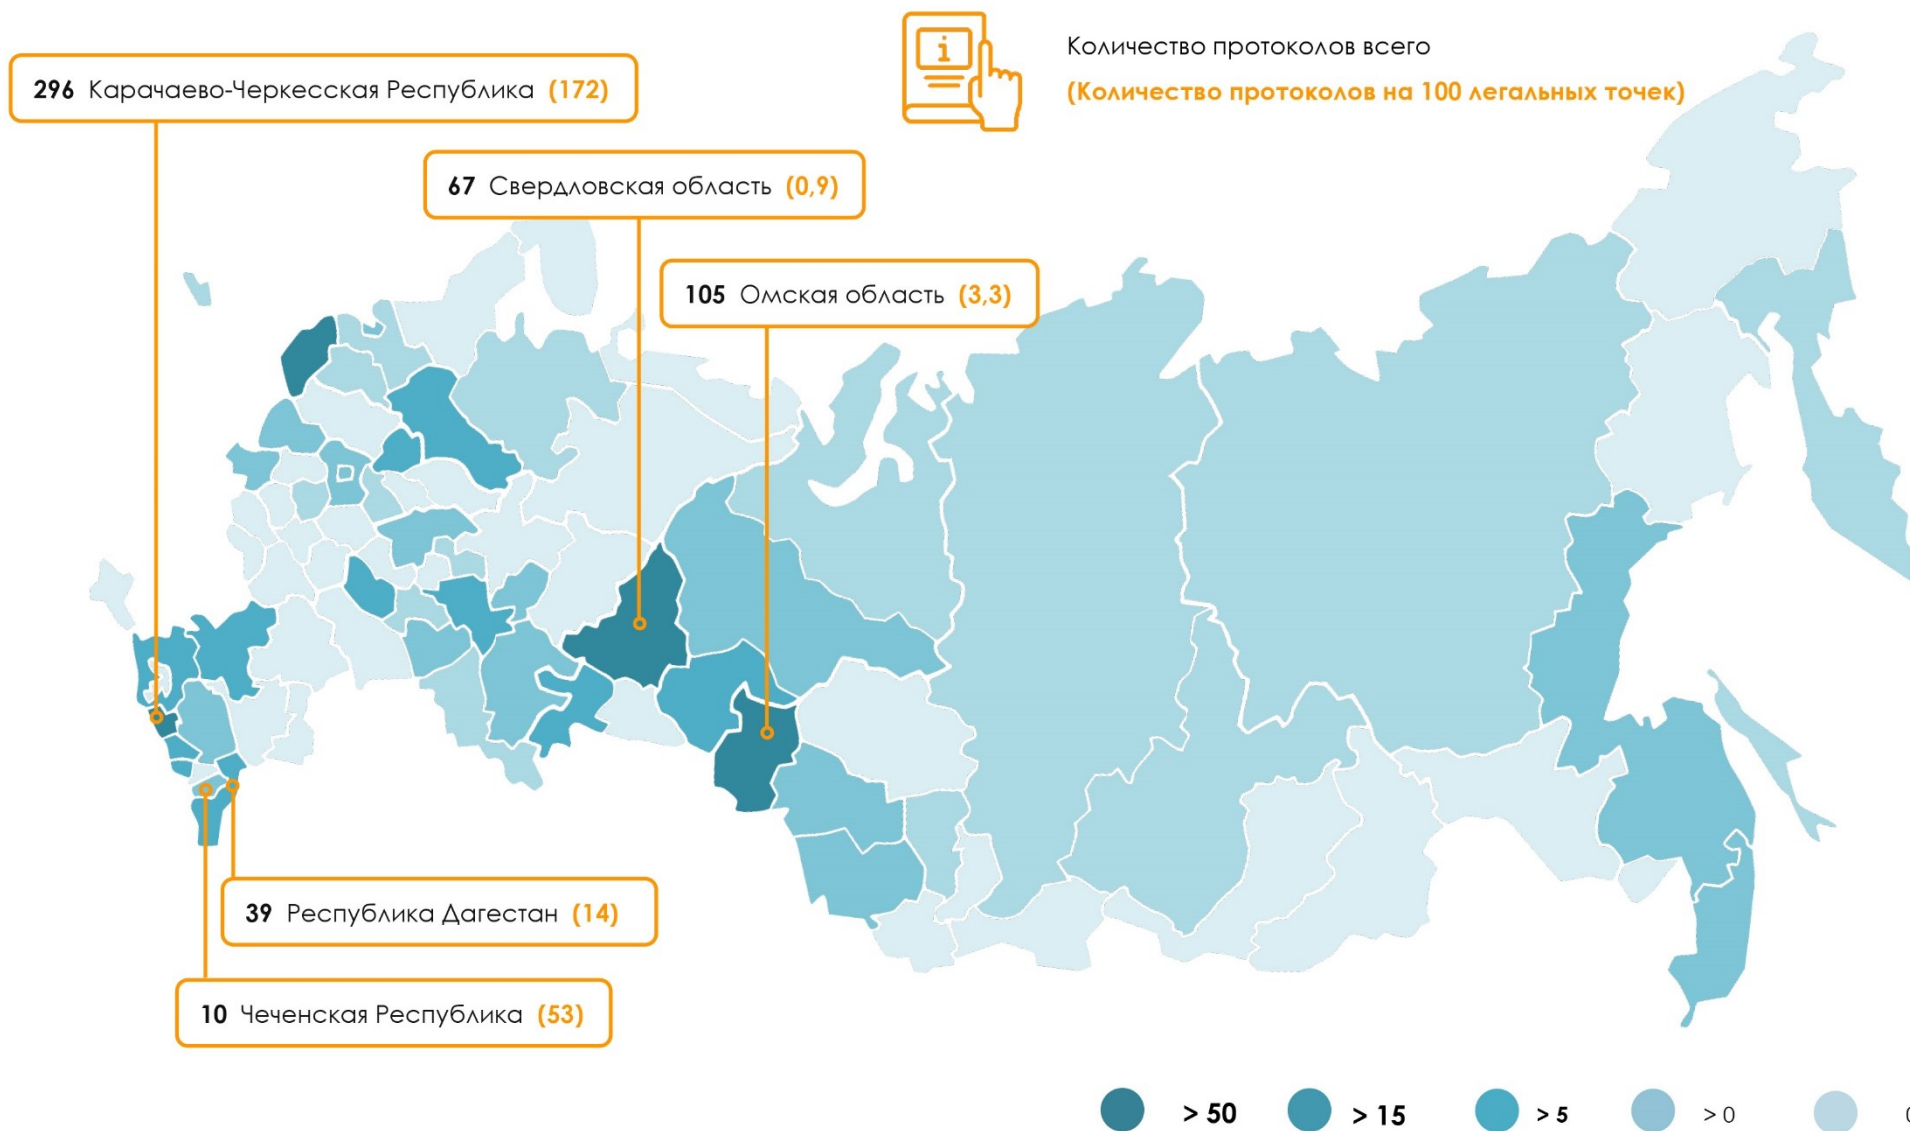 Количество протоколов всего
(Количество протоколов на 100 легальных точек)
296 Карачаево-Черкесская Республика (172)
67 Свердловская область (0,9)
105 Омская область (3,3)
39 Республика Дагестан (14)
10 Чеченская Республика (53)
> 50 > 15 > 5 > 0